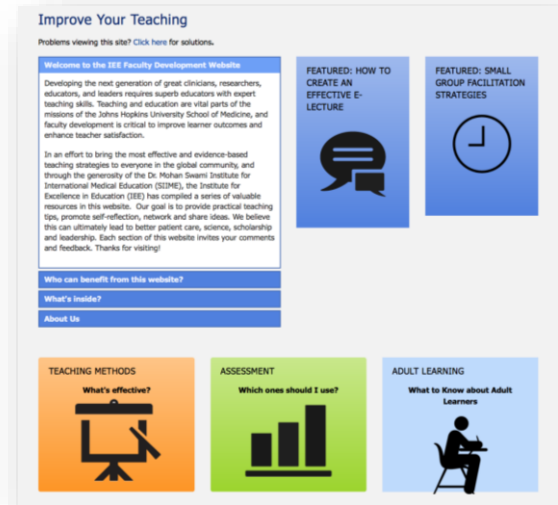 Improve Your Teaching
Problems viewing this site? Click here for solutions.
Welcome to the IEE Faculty Development Website
Developing the next generation of great clinicians, researchers,
educators, and leaders requires superb educators with expert
teaching skills. Teaching and education are vital parts of the
missions of the Johns Hopkins University School of Medicine, and
faculty development is critical to improve learner outcomes and
enhance teacher satisfaction.
In an effort to bring the most effective and evidence-based
teaching strategies to everyone in the global community, and
through the generosity of the Dr. Mohan Swami Institute for
International Medical Education (SIIME), the Institute for
Excellence in Education (IEE) has compiled a series of valuable
resources in this website. Our goal is to provide practical teaching
tips, promote self-reflection, network and share ideas. We believe
this can ultimately lead to better patient care, science, scholarship
and leadership. Each section of this website invites your comments
and feedback. Thanks for visiting!
Who can benefit from this website?
What's inside?
About Us
FEATURED: HOW TO
CREATE AN
EFFECTIVE E-
LECTURE
FEATURED: SMALL
GROUP FACILITATION
STRATEGIES
TEACHING METHODS
What's effective?
ASSESSMENT
Which ones should I use?
ADULT LEARNING
What to Know about Adult
Learners